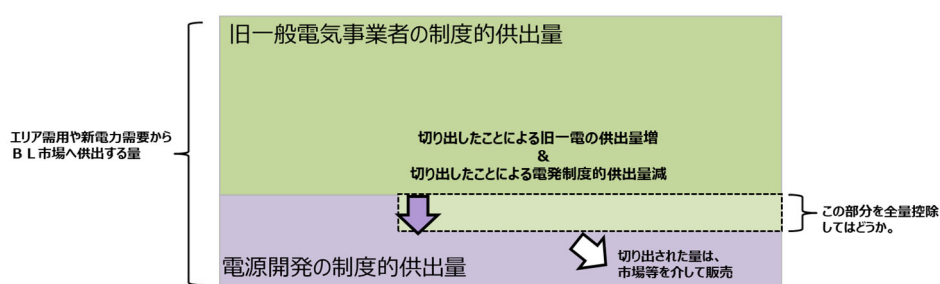 旧一般電気事業者の制度的供出量
エリア需用や新電力需要から
BL市場へ供出する量
切り出したことによる旧一電の供出量増
&
切り出したことによる電発制度的供出量減
この部分を全量控除
してはどうか。
電源開発の制度的供出量
切り出された量は、
市場等を介して販売